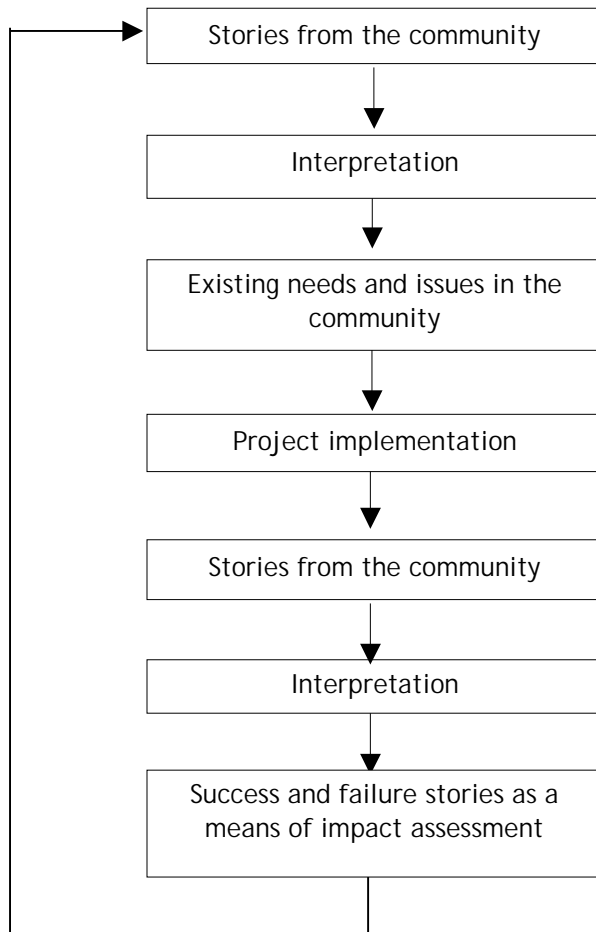 Stories from the community
Interpretation
Existing needs and issues in the
community
Project implementation
Stories from the community
Interpretation
Success and failure stories as a
means of impact assessment